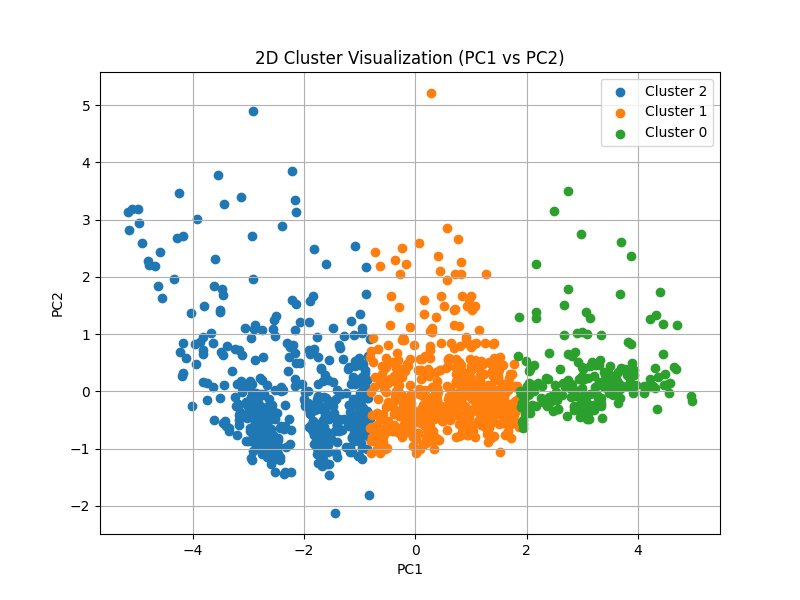 2D Cluster Visualization (PC1 vs PC2)
Cluster 2
Cluster 1
Cluster 0
5
4
3
2
1
0
−1
−2
PC2
−4
−2
0
2
4
PC1